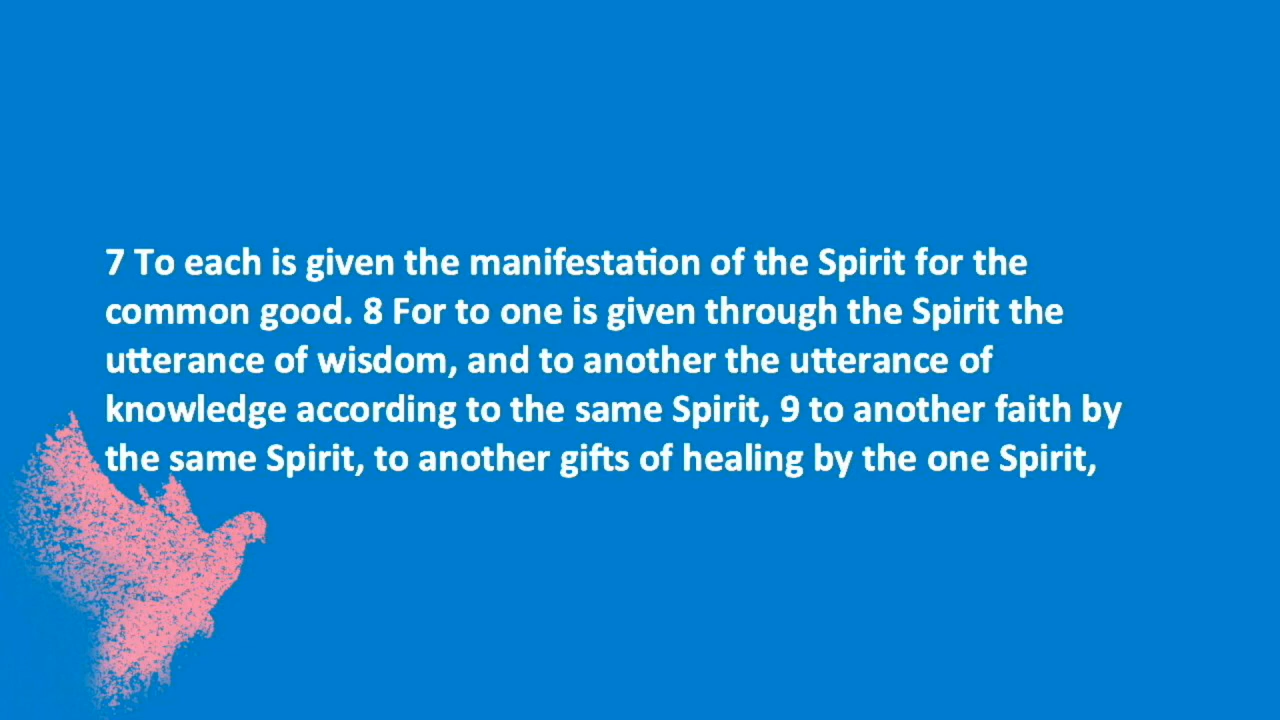 7 To each is given the manifestation of the Spirit for the
common good. 8 For to one is given through the Spirit the
utterance of wisdom, and to another the utterance of
knowledge according to the same Spirit, 9 to another faith by
the same Spirit, to another gifts of healing by the one Spirit,